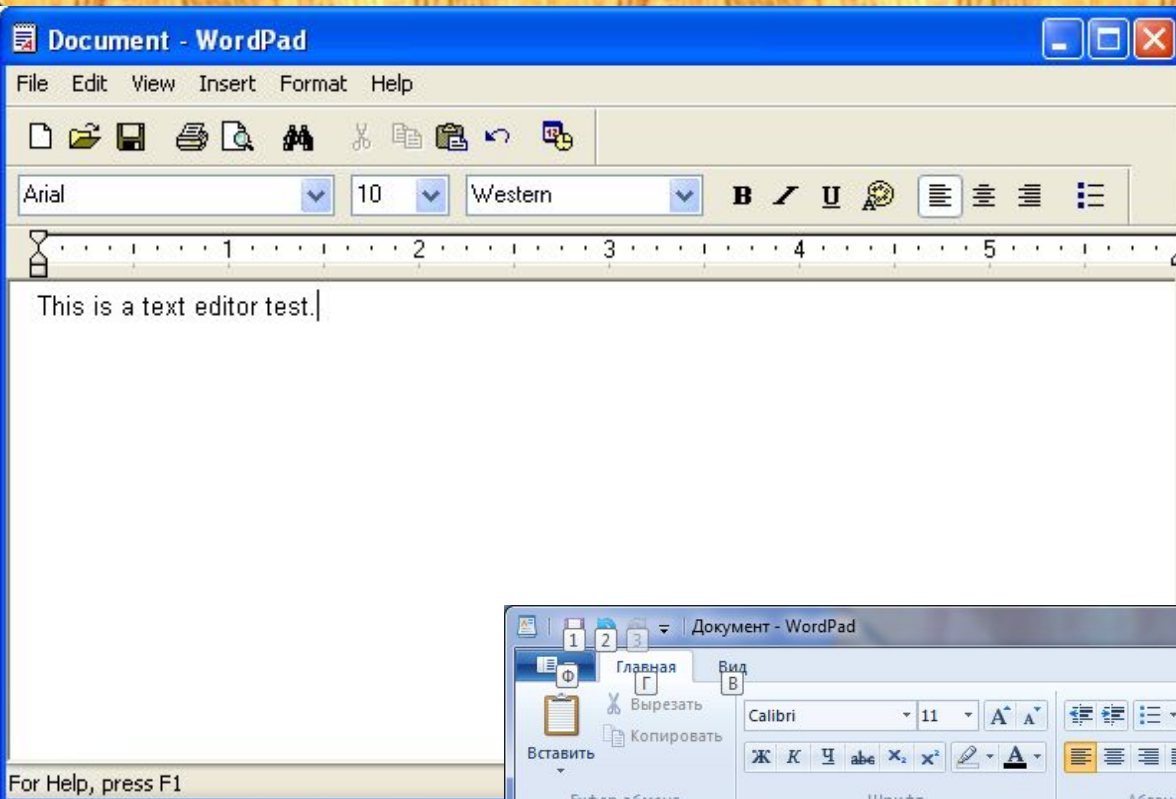 Document - WordPad
File Edit View Insert Format Help
Arial 10 Western B I U
1 2 3 4 5
This is a text editor test.
For Help, press F1
1 2 3 Документ - WordPad
Главная Вид
Ф Г В
Вырезать
Calibri 11 A A
Копировать
Вставить
Ж К Ч abc X₂ X² A